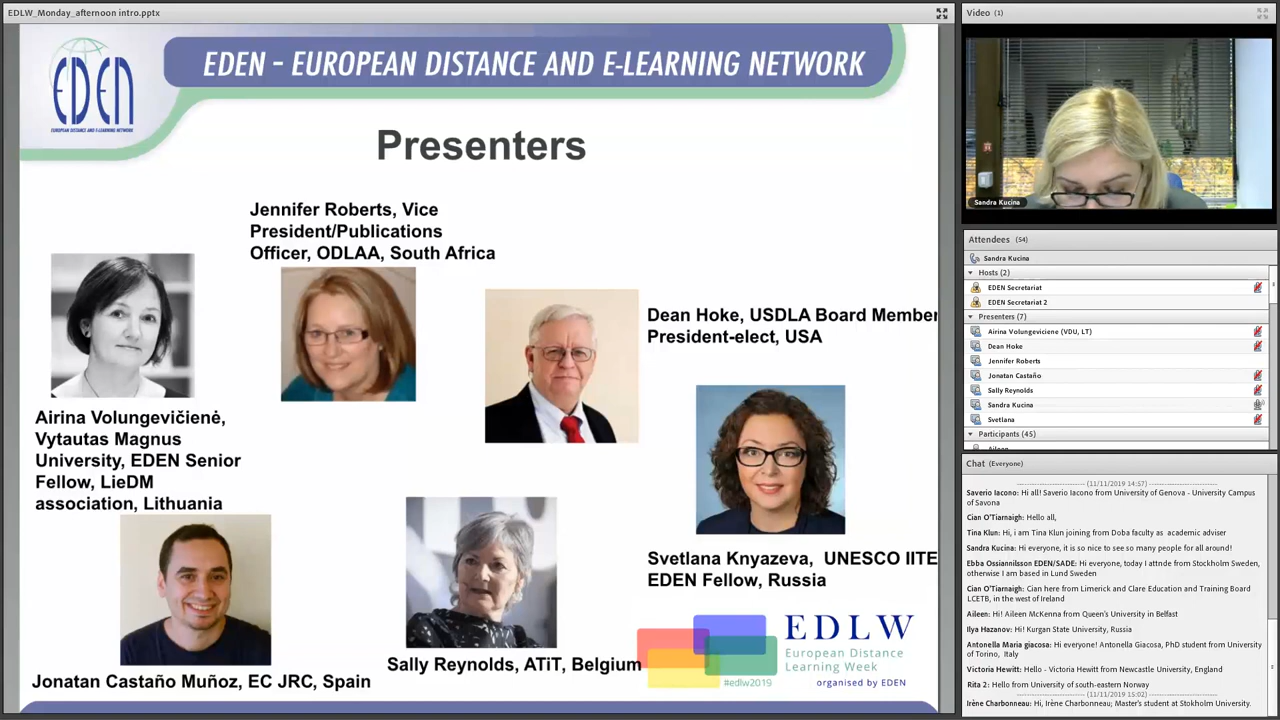 EDLW_Monday_afternoon intro.pptx
EDEN
EUROPEAN DISTANCE AND E-LEARNING NETWORK
EDEN – EUROPEAN DISTANCE AND E-LEARNING NETWORK
Presenters
Jennifer Roberts, Vice
President/Publications
Officer, ODLAA, South Africa
Dean Hoke, USDLA Board Member
President-elect, USA
Airina Volungevičienė,
Vytautas Magnus
University, EDEN Senior
Fellow, LieDM
association, Lithuania
Svetlana Knyazeva, UNESCO IITE
EDEN Fellow, Russia
Sally Reynolds, ATiT, Belgium
Jonatan Castaño Muñoz, EC JRC, Spain
EDLW
European Distance
Learning Week
#edlw2019
organised by EDEN
Video (1)
Sandra Kucina
Attendees (54)
Sandra Kucina
Hosts (2)
EDEN Secretariat
EDEN Secretariat 2
Presenters (7)
Airina Volungeviciene (VDU, LT)
Dean Hoke
Jennifer Roberts
Jonatan Castaño
Sally Reynolds
Sandra Kucina
Svetlana
Participants (45)
Aileen
Chat (Everyone)
(11/11/2019 14:57)
Saverio Iacono: Hi all! Saverio Iacono from University of Genova - University Campus
of Savona
Cian O'Tiarnaigh: Hello all,
Tina Klun: Hi, i am Tina Klun joining from Doba faculty as academic adviser
Sandra Kucina: Hi everyone, it is so nice to see so many people for all around!
Ebba Ossiannilsson EDEN/SADE: Hi everyone, today I attnde from Stockholm Sweden,
otherwise I am based in Lund Sweden
Cian O'Tiarnaigh: Cian here from Limerick and Clare Education and Training Board
LCETB, in the west of Ireland
Aileen: Hi! Aileen McKenna from Queen's University in Belfast
Ilya Hazanov: Hi! Kurgan State University, Russia
Antonella Maria giacosa: Hi everyone! Antonella Giacosa, PhD student from University
of Torino, Italy
Victoria Hewitt: Hello - Victoria Hewitt from Newcastle University, England
Rita 2: Hello from University of south-eastern Norway
(11/11/2019 15:02)
Irène Charbonneau: Hi, Irène Charbonneau; Master's student at Stokholm University.